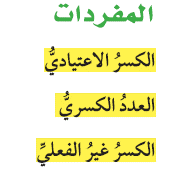 المفردات
الكسرُ الاعتياديُّ
العددُ الكسريُّ
الكسرُ غيرُ الفعليِّ